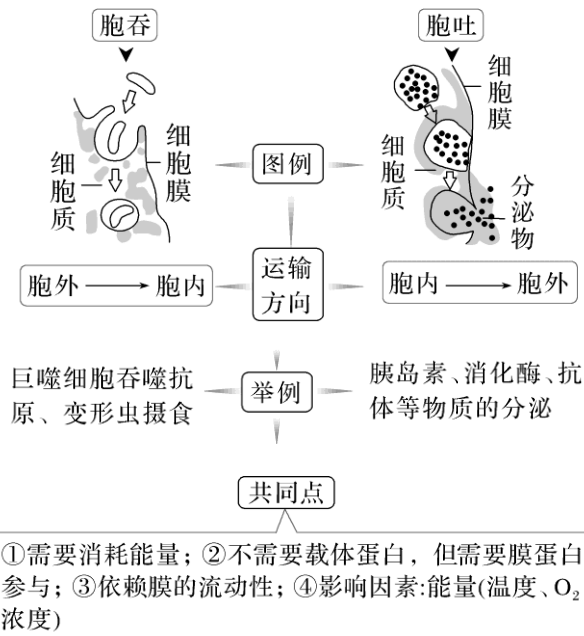 胞吞
胞吐
细胞质
细胞膜
图例
细胞膜
细胞质
分泌物
胞外 → 胞内
运输
方向
胞内 → 胞外
巨噬细胞吞噬抗
原、变形虫摄食
举例
胰岛素、消化酶、抗
体等物质的分泌
共同点
①需要消耗能量；②不需要载体蛋白，但需要膜蛋白
参与；③依赖膜的流动性；④影响因素:能量(温度、O₂
浓度)